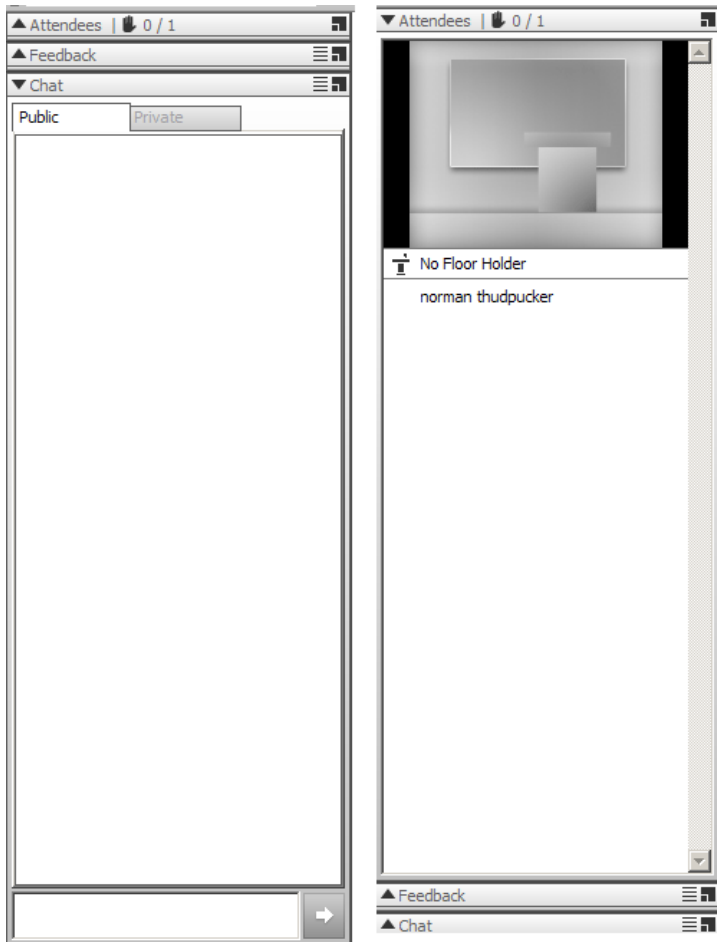 Attendees | 0 / 1
Feedback
Chat
Public Private
Attendees | 0 / 1
No Floor Holder
norman thudpucker
Feedback
Chat